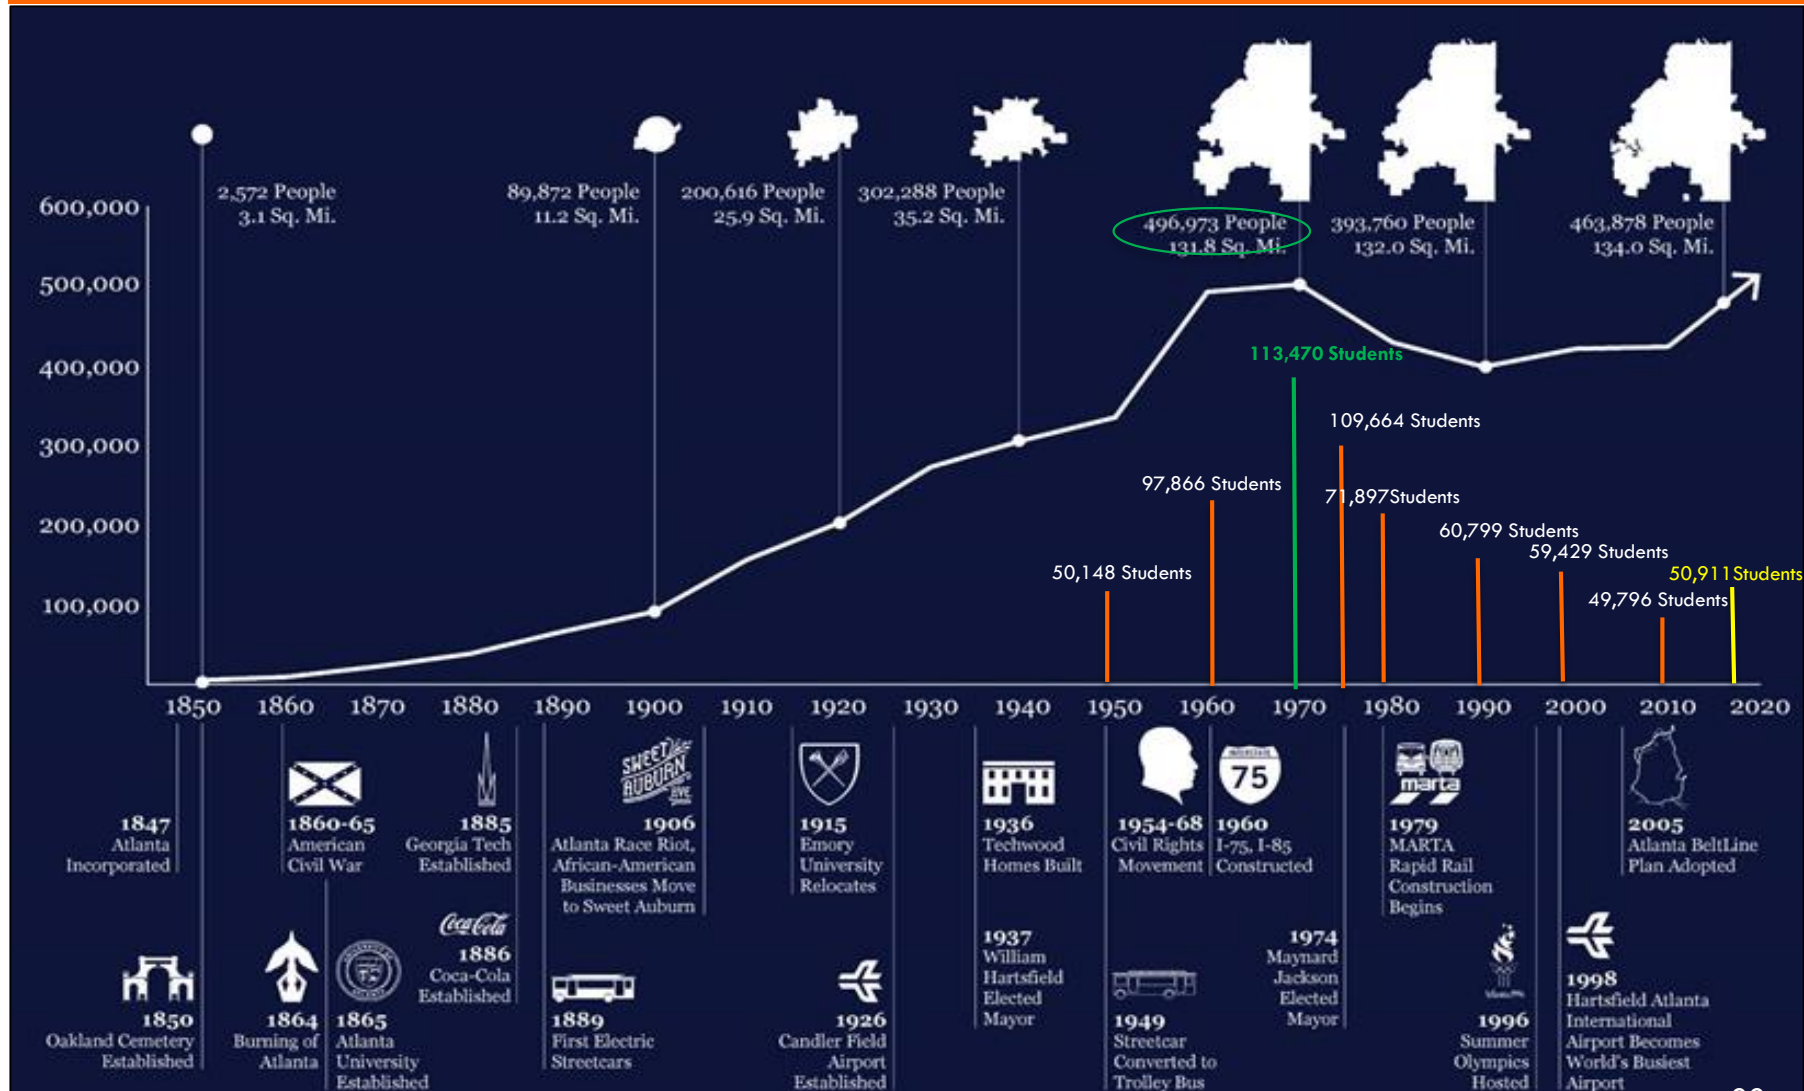 2,572 People
3.1 Sq. Mi.
89,872 People
11.2 Sq. Mi.
200,616 People
25.9 Sq. Mi.
302,288 People
35.2 Sq. Mi.
496,973 People
131.8 Sq. Mi.
393,760 People
132.0 Sq. Mi.
463,878 People
134.0 Sq. Mi.
600,000
500,000
400,000
300,000
200,000
100,000
113,470 Students
109,664 Students
97,866 Students
71,897Students
60,799 Students
59,429 Students
50,148 Students
50,911Students
49,796 Students
1850 1860 1870 1880 1890 1900 1910 1920 1930 1940 1950 1960 1970 1980 1990 2000 2010 2020
1847
Atlanta
Incorporated
1860-65
American
Civil War
1885
Georgia Tech
Established
SWEET
AUBURN
AVE
1906
Atlanta Race Riot,
African-American
Businesses Move
to Sweet Auburn
1915
Emory
University
Relocates
1936
Techwood
Homes Built
1954-68
Civil Rights
Movement
INTERSTATE
75
1960
I-75, I-85
Constructed
marta
1979
MARTA
Rapid Rail
Construction
Begins
2005
Atlanta BeltLine
Plan Adopted
1850
Oakland Cemetery
Established
1864
Burning of
Atlanta
1865
Atlanta
University
Established
Coca-Cola
1886
Coca-Cola
Established
1889
First Electric
Streetcars
1926
Candler Field
Airport
Established
1937
William
Hartsfield
Elected
Mayor
1949
Streetcar
Converted to
Trolley Bus
1974
Maynard
Jackson
Elected
Mayor
1996
Summer
Olympics
Hosted
1998
Hartsfield Atlanta
International
Airport Becomes
World's Busiest
Airport